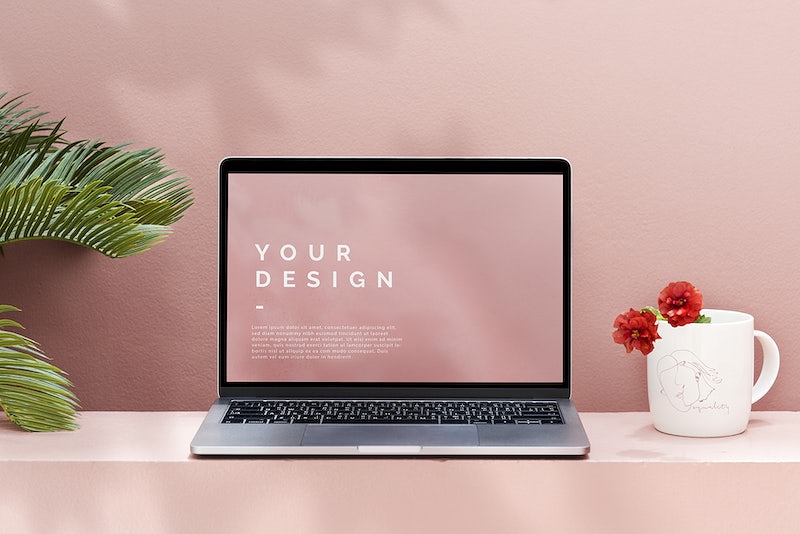 YOUR
DESIGN
Lorem ipsum dolor sit amet, consectetuer adipiscing elit,
sed diam nonummy nibh euismod tincidunt ut laoreet
dolore magna aliquam erat volutpat. Ut wisi enim ad minim
veniam, quis nostrud exerci tation ullamcorper suscipit lo-
bortis nisl ut aliquip ex ea commodo consequat. Duis
autem vel eum iriure dolor in hendrerit.
equality